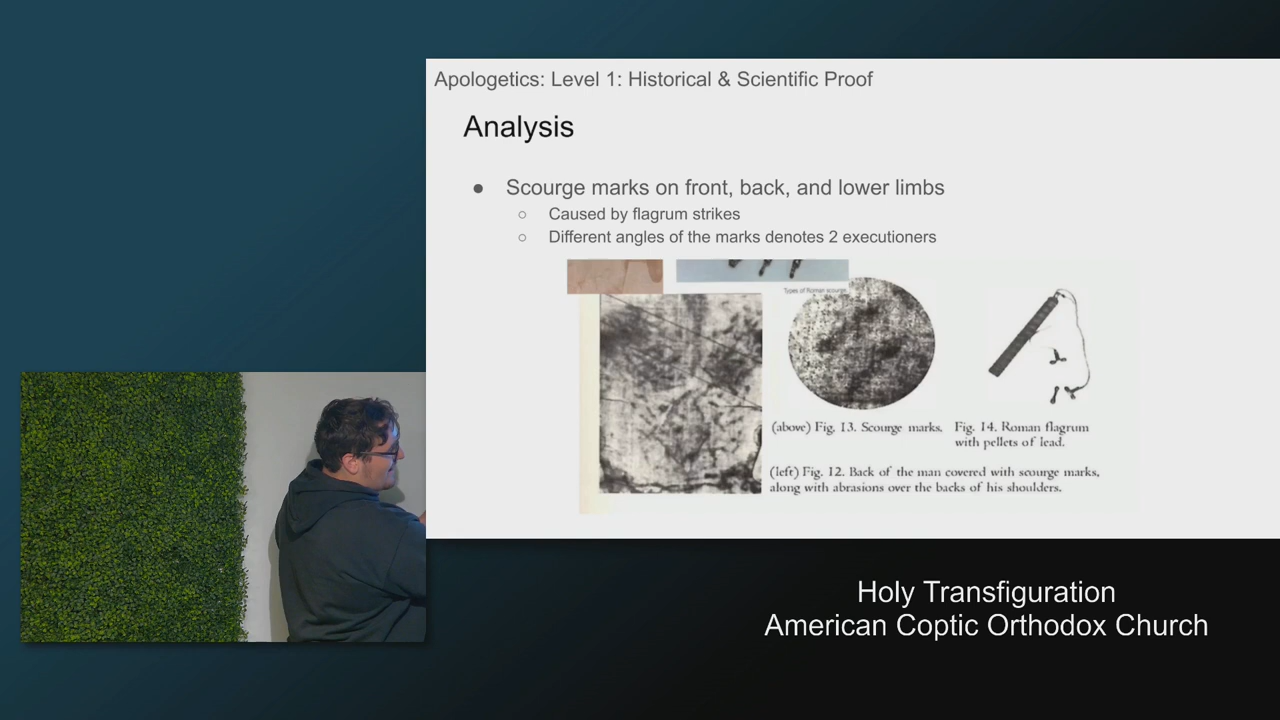 Apologetics: Level 1: Historical & Scientific Proof
Analysis
● Scourge marks on front, back, and lower limbs
○ Caused by flagrum strikes
○ Different angles of the marks denotes 2 executioners
Types of Roman scourge
(above) Fig. 13. Scourge marks.
Fig. 14. Roman flagrum
with pellets of lead.
(left) Fig. 12. Back of the man covered with scourge marks,
along with abrasions over the backs of his shoulders.
Holy Transfiguration
American Coptic Orthodox Church